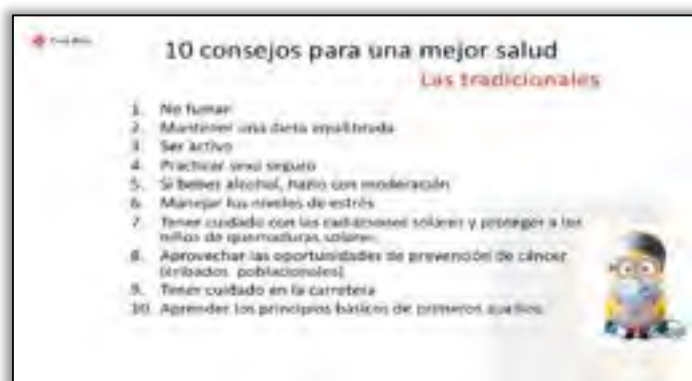 10 consejos para una mejor salud
Las tradicionales
1. No fumar
2. Mantener una dieta equilibrada
3. Ser activo
4. Practicar sexo seguro
5. Si bebes alcohol, hazlo con moderación
6. Manejar los niveles de estrés
7. Tener cuidado con las radiaciones solares y proteger a los
niños de quemaduras solares.
8. Aprovechar las oportunidades de prevención de cáncer
(cribados poblacionales)
9. Tener cuidado en la carretera
10. Aprender los principios básicos de primeros auxilios